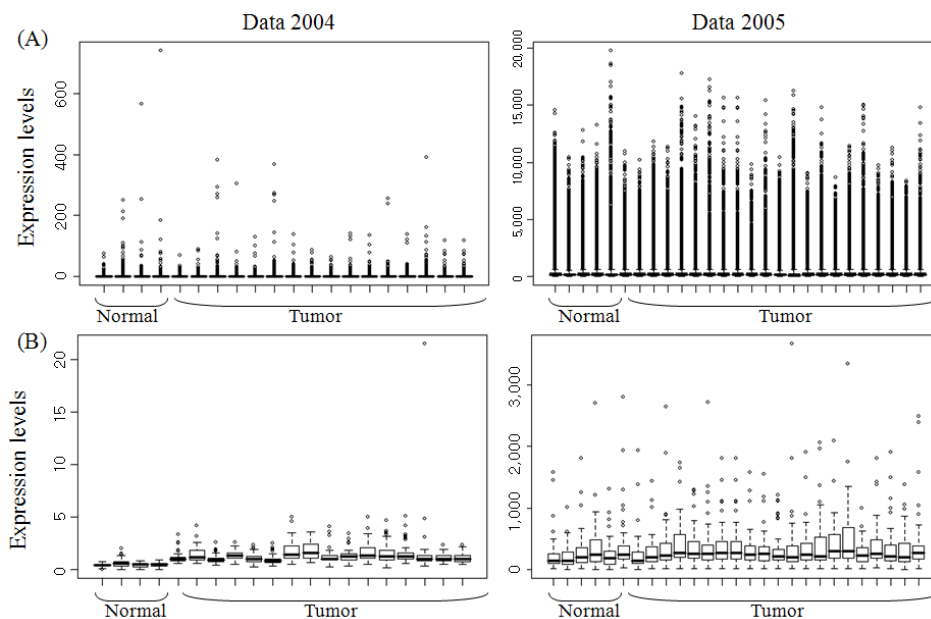 Data 2004
Data 2005
(A)
Expression levels
600
400
200
0
20,000
15,000
10,000
5,000
0
Normal
Tumor
Normal
Tumor
(B)
Expression levels
20
15
10
5
0
3,000
2,000
1,000
0
Normal
Tumor
Normal
Tumor